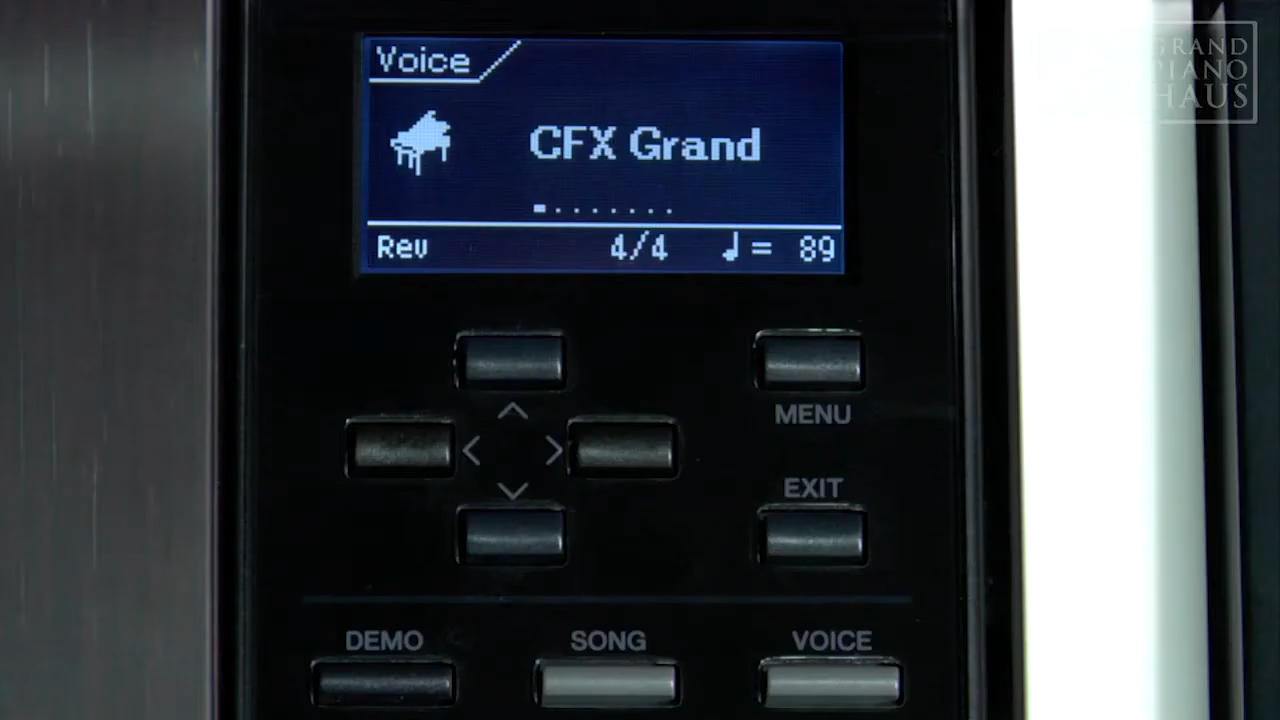 Voice
CFX Grand
Rev 4/4 ♩= 89
MENU
EXIT
DEMO SONG VOICE
GRAND
PIANO
HAUS